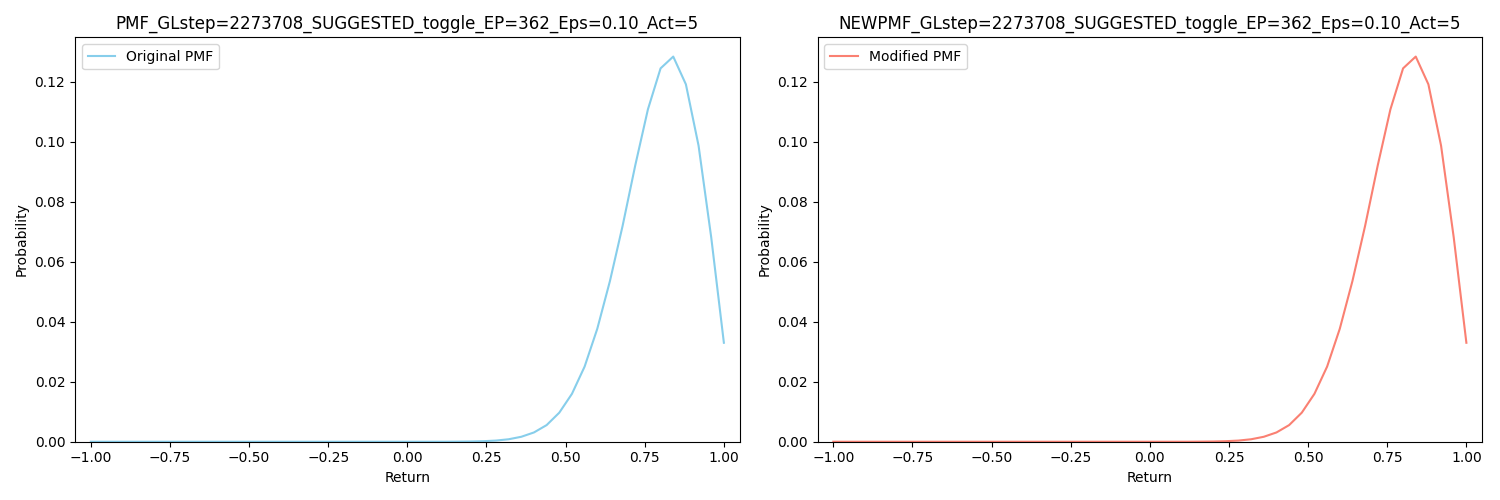 PMF_GLstep=2273708_SUGGESTED_toggle_EP=362_Eps=0.10_Act=5
Original PMF
Probability
0.12
0.10
0.08
0.06
0.04
0.02
0.00
−1.00 −0.75 −0.50 −0.25 0.00 0.25 0.50 0.75 1.00
Return
NEWPMF_GLstep=2273708_SUGGESTED_toggle_EP=362_Eps=0.10_Act=5
Modified PMF
Probability
0.12
0.10
0.08
0.06
0.04
0.02
0.00
−1.00 −0.75 −0.50 −0.25 0.00 0.25 0.50 0.75 1.00
Return